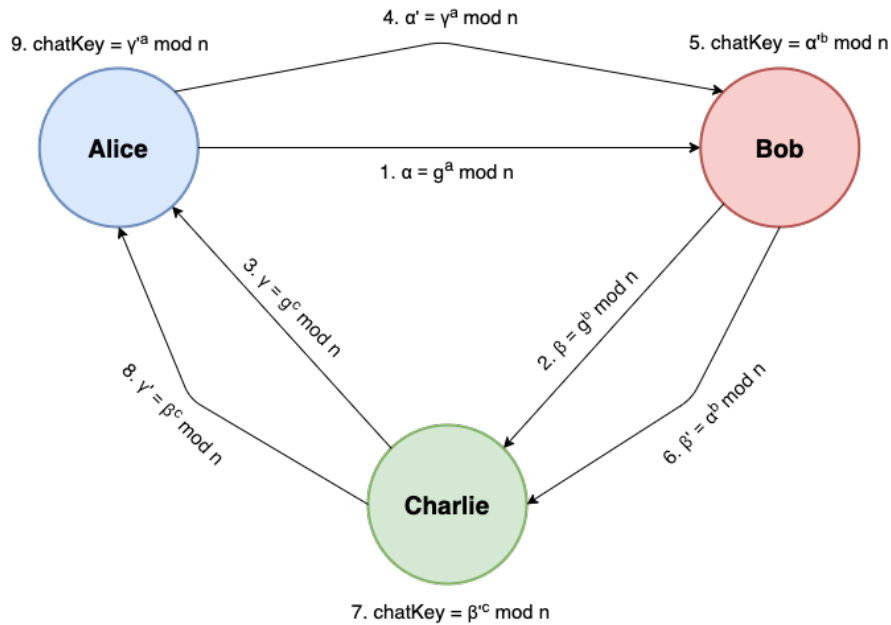 4. α' = γᵃ mod n
9. chatKey = γ'ᵃ mod n
5. chatKey = α'ᵇ mod n
Alice
Bob
1. α = gᵃ mod n
3. γ = gᶜ mod n
2. β = gᵇ mod n
8. γ' = βᶜ mod n
6. β' = αᵇ mod n
Charlie
7. chatKey = β'ᶜ mod n